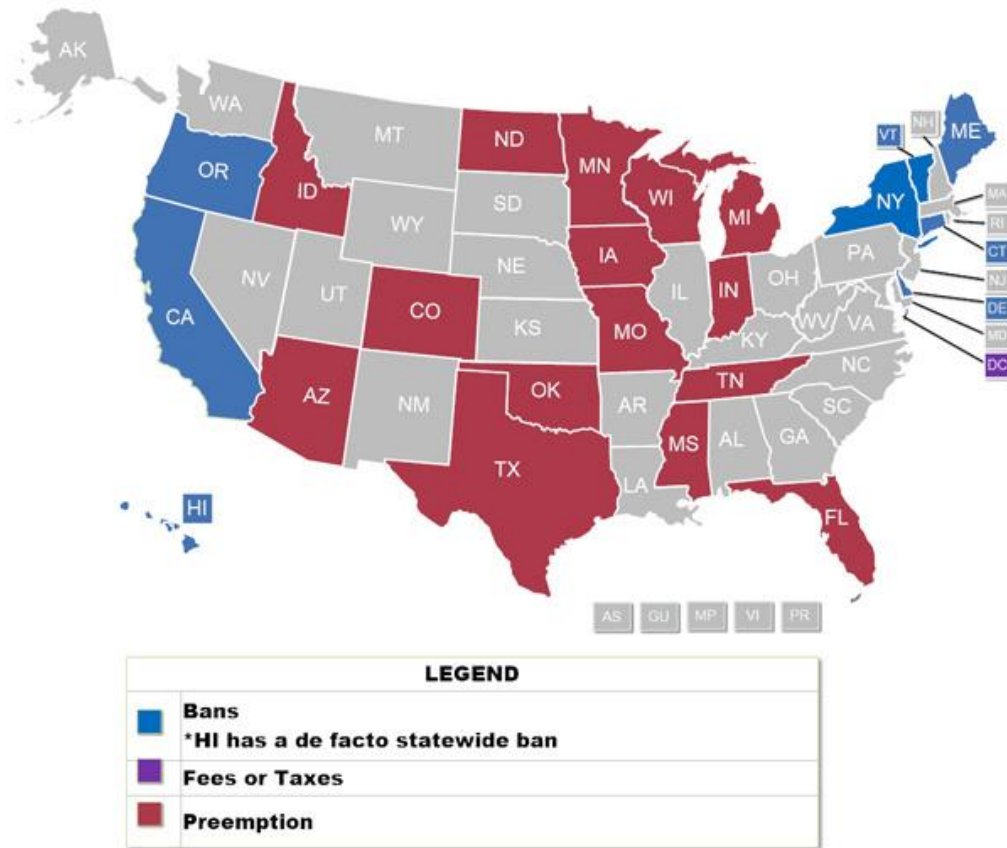 AK
WA
MT
ND
MN
VT
NH
ME
OR
ID
WY
SD
WI
MI
NY
MA
RI
CT
NJ
DE
MD
DC
CA
NV
UT
CO
NE
KS
IA
MO
IL
IN
OH
PA
WV
VA
KY
AZ
NM
OK
AR
TN
NC
SC
MS
AL
GA
TX
LA
FL
HI
AS
GU
MP
VI
PR
LEGEND
Bans
*HI has a de facto statewide ban
Fees or Taxes
Preemption